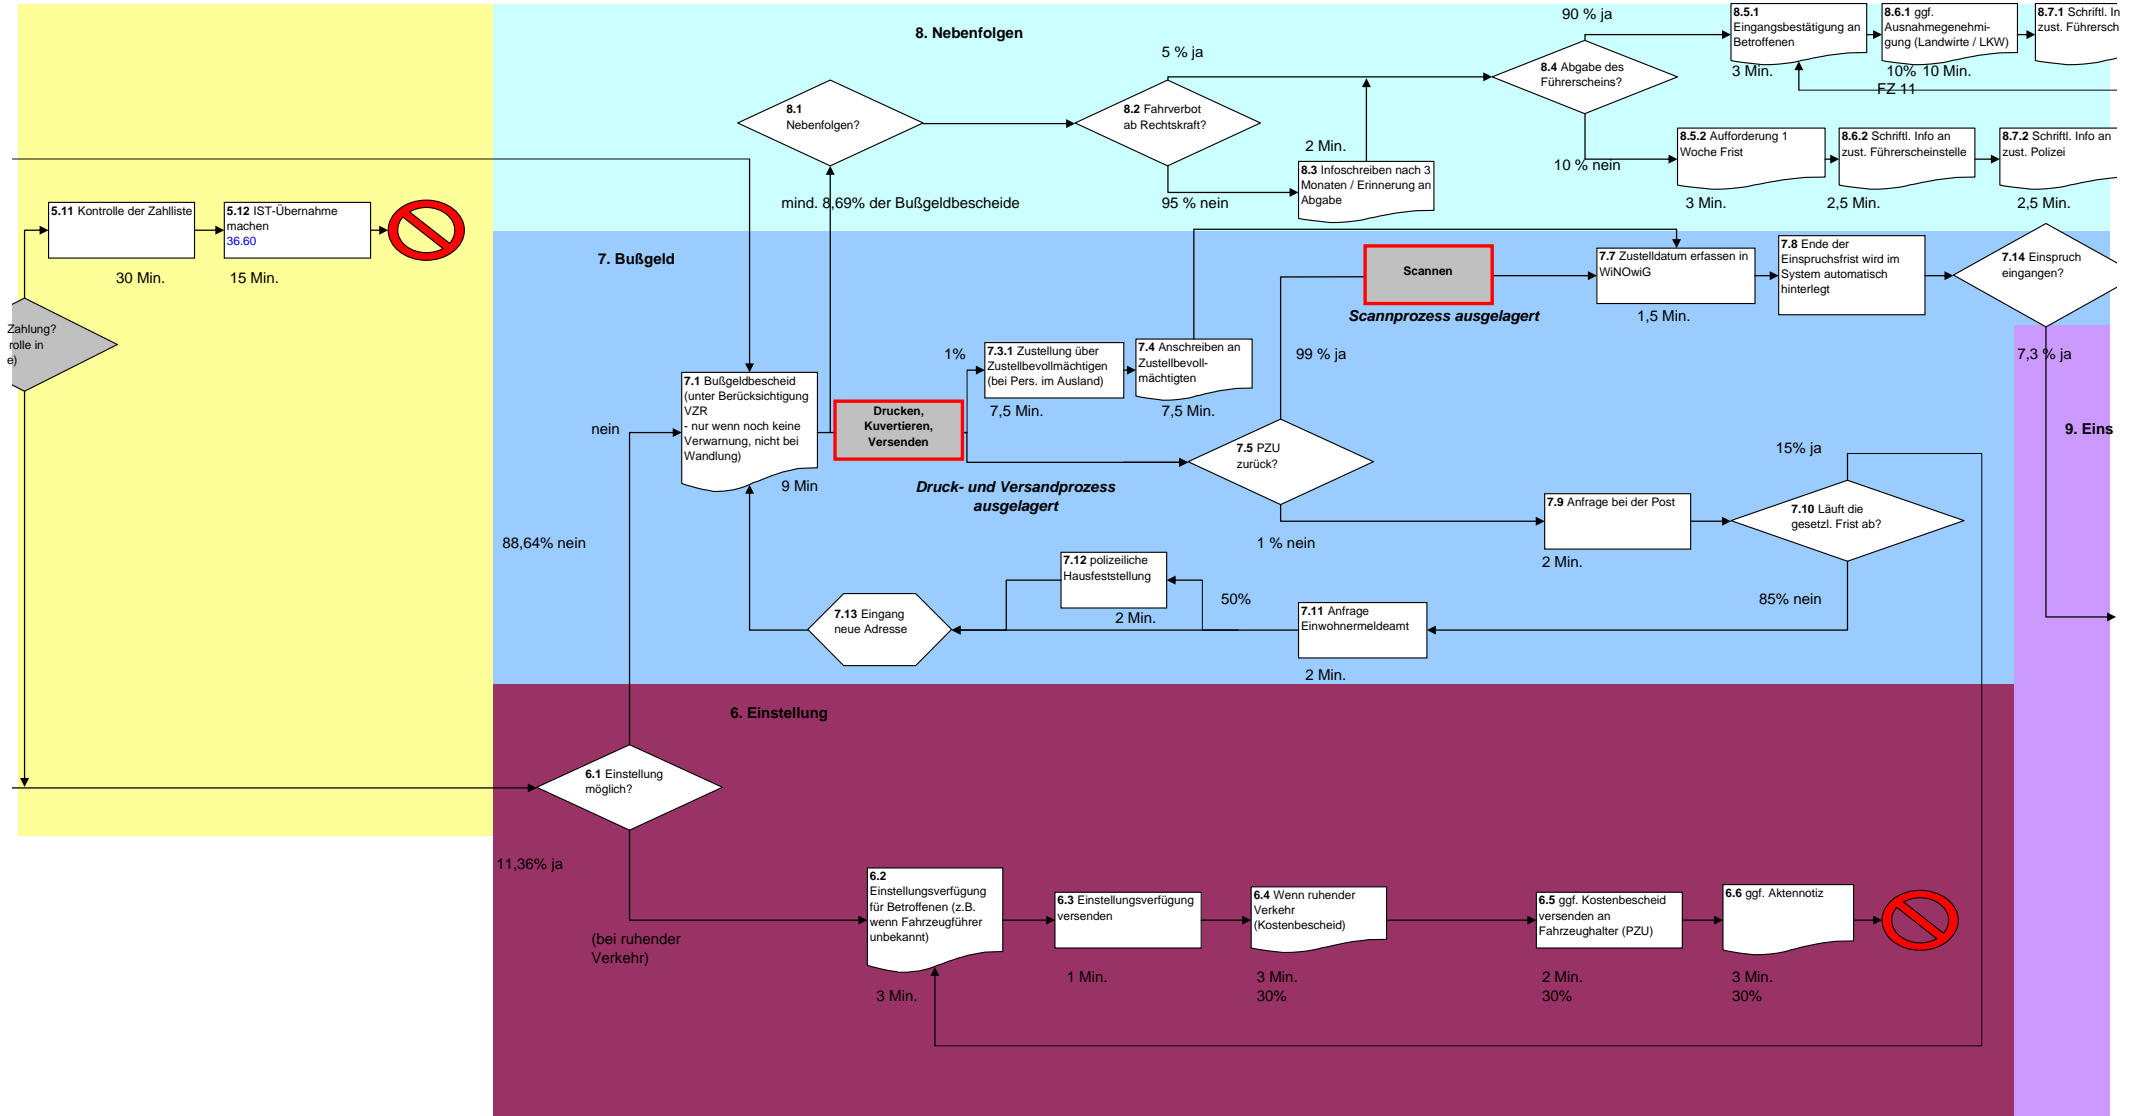 8. Nebenfolgen
90 % ja
5 % ja
8.1
Nebenfolgen?
8.2 Fahrverbot
ab Rechtskraft?
8.4 Abgabe des
Führerscheins?
8.5.1
Eingangsbestätigung an
Betroffenen
3 Min.
8.6.1 ggf.
Ausnahmegenehmi-
gung (Landwirte / LKW)
10% 10 Min.
FZ 11
8.7.1 Schriftl. In
zust. Führersch
2 Min.
8.3 Infoschreiben nach 3
Monaten / Erinnerung an
Abgabe
10 % nein
8.5.2 Aufforderung 1
Woche Frist
3 Min.
8.6.2 Schriftl. Info an
zust. Führerscheinstelle
2,5 Min.
8.7.2 Schriftl. Info an
zust. Polizei
2,5 Min.
mind. 8,69% der Bußgeldbescheide
95 % nein
5.11 Kontrolle der Zahlliste
30 Min.
5.12 IST-Übernahme
machen
36.60
15 Min.
Zahlung?
rolle in
e)
7. Bußgeld
Scannen
Scannprozess ausgelagert
7.7 Zustelldatum erfassen in
WiNOwiG
1,5 Min.
7.8 Ende der
Einspruchsfrist wird im
System automatisch
hinterlegt
7.14 Einspruch
eingangen?
7,3 % ja
9. Eins
1%
7.3.1 Zustellung über
Zustellbevollmächtigen
(bei Pers. im Ausland)
7,5 Min.
7.4 Anschreiben an
Zustellbevoll-
mächtigten
7,5 Min.
99 % ja
nein
7.1 Bußgeldbescheid
(unter Berücksichtigung
VZR
- nur wenn noch keine
Verwarnung, nicht bei
Wandlung)
9 Min
Drucken,
Kuvertieren,
Versenden
Druck- und Versandprozess
ausgelagert
7.5 PZU
zurück?
15% ja
7.9 Anfrage bei der Post
2 Min.
7.10 Läuft die
gesetzl. Frist ab?
88,64% nein
1 % nein
7.12 polizeiliche
Hausfeststellung
2 Min.
50%
85% nein
7.13 Eingang
neue Adresse
7.11 Anfrage
Einwohnermeldeamt
2 Min.
6. Einstellung
6.1 Einstellung
möglich?
11,36% ja
(bei ruhender
Verkehr)
6.2
Einstellungsverfügung
für Betroffenen (z.B.
wenn Fahrzeugführer
unbekannt)
3 Min.
6.3 Einstellungsverfügung
versenden
1 Min.
6.4 Wenn ruhender
Verkehr
(Kostenbescheid)
3 Min.
30%
6.5 ggf. Kostenbescheid
versenden an
Fahrzeughalter (PZU)
2 Min.
30%
6.6 ggf. Aktennotiz
3 Min.
30%